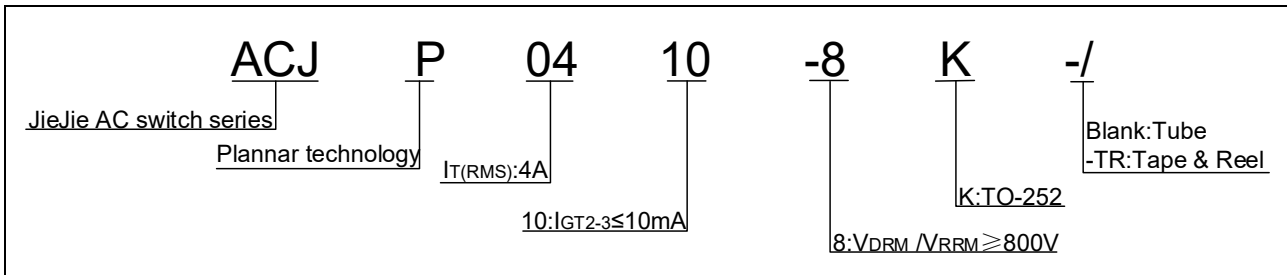 ACJ P 04 10 -8 K -/
JieJie AC switch series
Plannar technology
IT(RMS):4A
10:IGT2-3≤10mA
8:VDRM /VRRM≥800V
K:TO-252
Blank:Tube
-TR:Tape & Reel